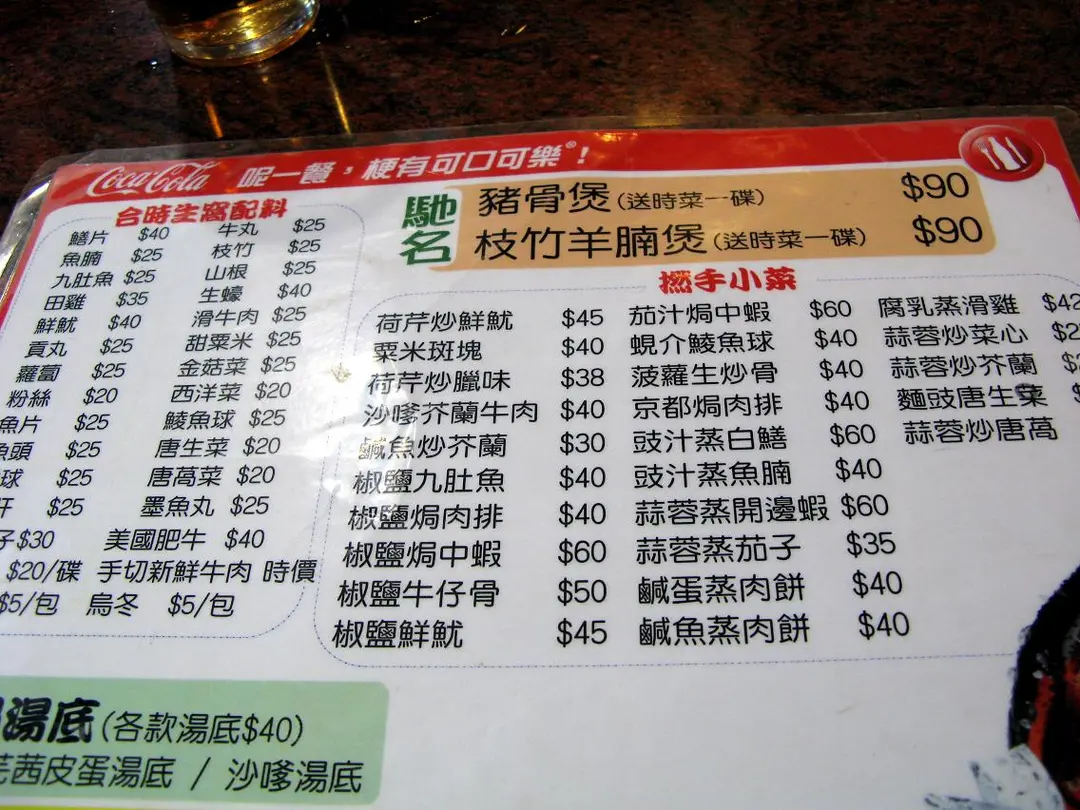 Coca-Cola 呢一餐，梗有可口可樂®！
馳名
豬骨煲(送時菜一碟) $90
枝竹羊腩煲(送時菜一碟) $90
合時生窩配料
鱔片 $40 牛丸 $25
魚腩 $25 枝竹 $25
九肚魚 $25 山根 $25
田雞 $35 生蠔 $40
鮮魷 $40 滑牛肉 $25
貢丸 $25 甜粟米 $25
蘿蔔 $25 金菇菜 $25
粉絲 $20 西洋菜 $20
魚片 $25 鯪魚球 $25
魚頭 $25 唐生菜 $20
球 $25 唐萵菜 $20
$25 墨魚丸 $25
子 $30 美國肥牛 $40
$20/碟 手切新鮮牛肉 時價
$5/包 烏冬 $5/包
攪手小菜
荷芹炒鮮魷 $45 茄汁焗中蝦 $60 腐乳蒸滑雞 $42
粟米斑塊 $40 蜆介鯪魚球 $40 蒜蓉炒菜心
荷芹炒臘味 $38 菠蘿生炒骨 $40 蒜蓉炒芥蘭
沙嗲芥蘭牛肉 $40 京都焗肉排 $40 麵豉唐生菜
鹹魚炒芥蘭 $30 豉汁蒸白鱔 $60 蒜蓉炒唐萵
椒鹽九肚魚 $40 豉汁蒸魚腩 $40
椒鹽焗肉排 $40 蒜蓉蒸開邊蝦 $60
椒鹽焗中蝦 $60 蒜蓉蒸茄子 $35
椒鹽牛仔骨 $50 鹹蛋蒸肉餅 $40
椒鹽鮮魷 $45 鹹魚蒸肉餅 $40
湯底(各款湯底$40)
芫茜皮蛋湯底 / 沙嗲湯底